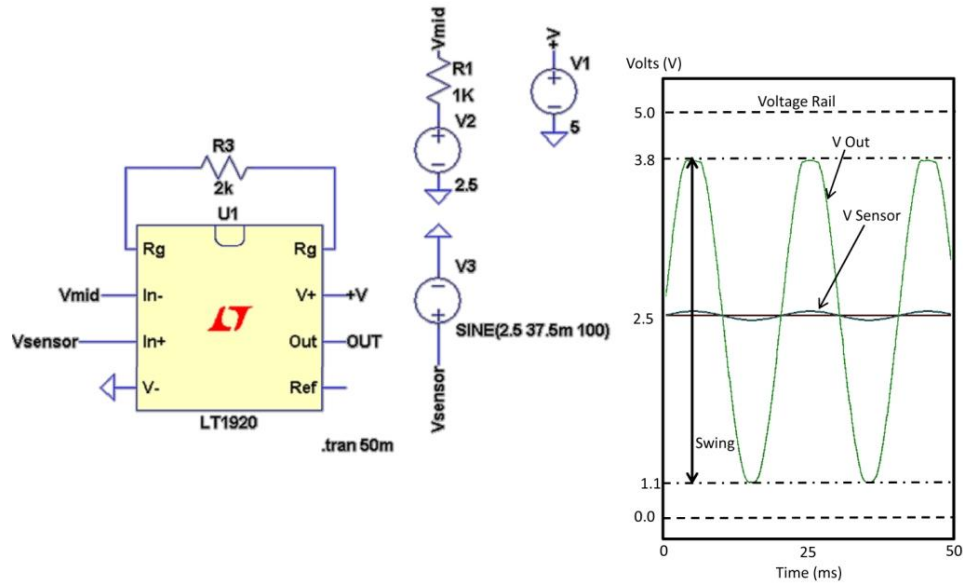 Vmid
R1
1K
V2
2.5
+V
V1
5
R3
2k
U1
Rg
Rg
Vmid
In-
V+
+V
Vsensor
In+
Out
OUT
V-
Ref
LT
LT1920
.tran 50m
V3
SINE(2.5 37.5m 100)
Vsensor
Volts (V)
Voltage Rail
5.0
V Out
3.8
V Sensor
2.5
Swing
1.1
0.0
0
25
50
Time (ms)